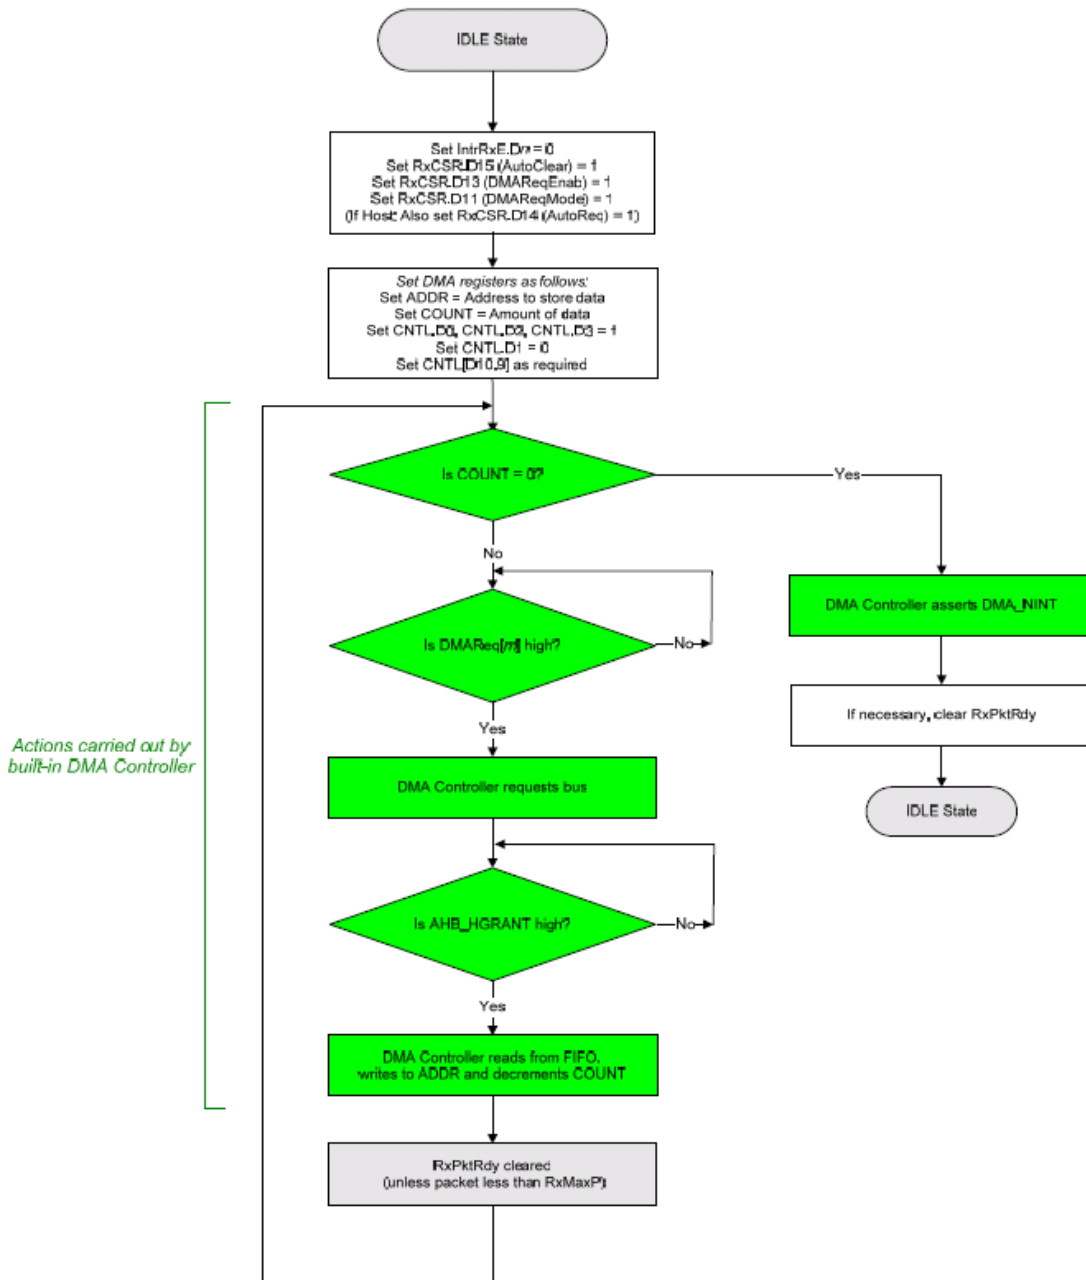 IDLE State
Set IntrRxE.Dm = 0
Set RxCSR.D15 (AutoClear) = 1
Set RxCSR.D13 (DMAReqEnab) = 1
Set RxCSR.D11 (DMAReqMode) = 1
(If Host: Also set RxCSR.D14 (AutoReq) = 1)
Set DMA registers as follows:
Set ADDR = Address to store data
Set COUNT = Amount of data
Set CNTL.D0, CNTL.D2, CNTL.D3 = 1
Set CNTL.D1 = 0
Set CNTL[D10,9] as required
Is COUNT = 0?
Yes
No
DMA Controller asserts DMA_NINT
Is DMAReq[m] high?
No
If necessary, clear RxPktRdy
Yes
Actions carried out by
built-in DMA Controller
DMA Controller requests bus
IDLE State
Is AHB_HGRANT high?
No
Yes
DMA Controller reads from FIFO,
writes to ADDR and decrements COUNT
RxPktRdy cleared
(unless packet less than RxMaxP)